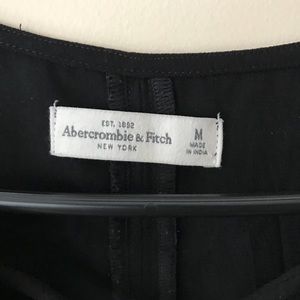 EST. 1892
Abercrombie & Fitch
NEW YORK
M
MADE
IN INDIA